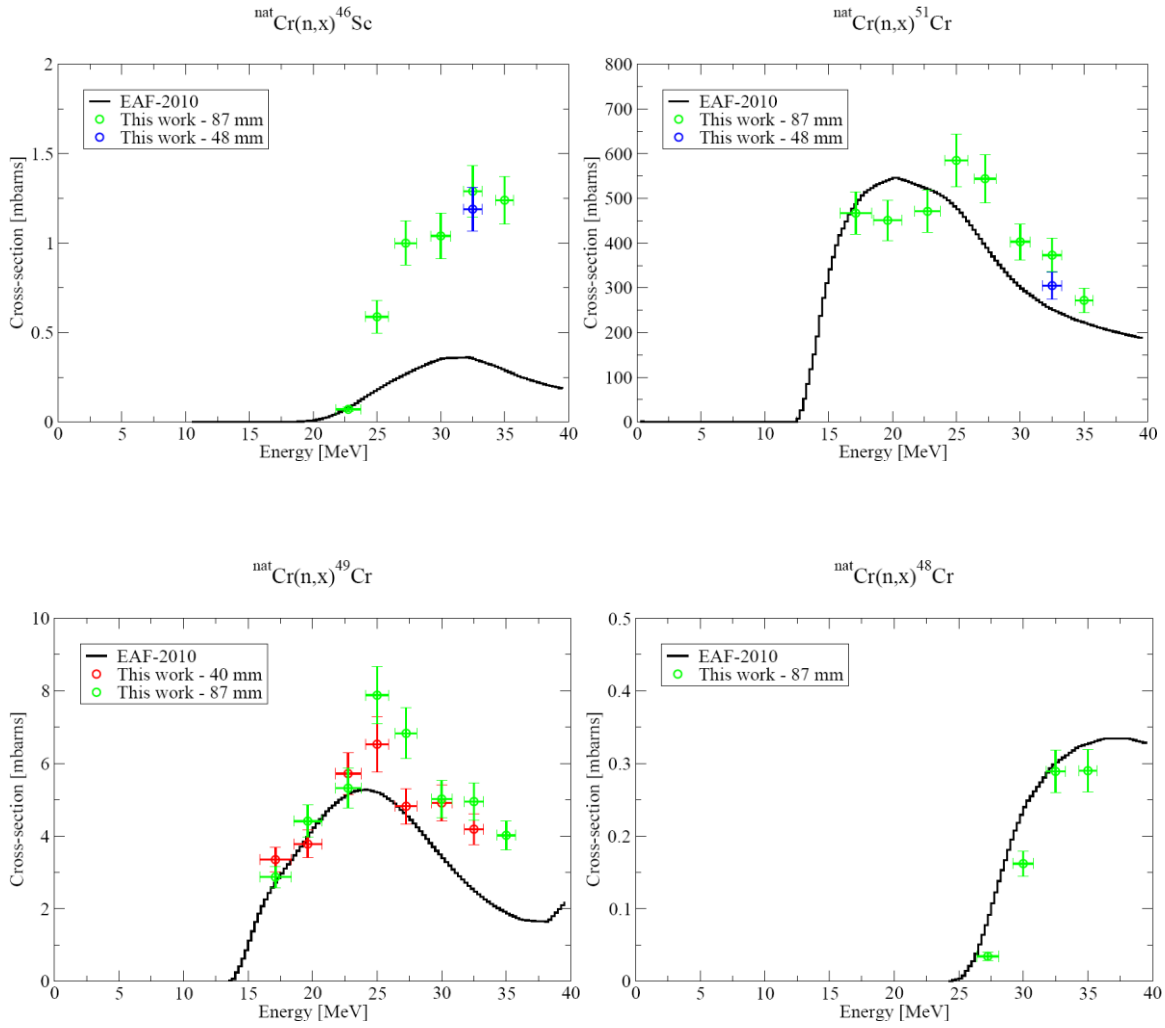 natCr(n,x)46Sc
2
1.5
1
0.5
0
Cross-section [mbarns]
EAF-2010
This work - 87 mm
This work - 48 mm
0 5 10 15 20 25 30 35 40
Energy [MeV]
natCr(n,x)51Cr
800
700
600
500
400
300
200
100
0
Cross-section [mbarns]
EAF-2010
This work - 87 mm
This work - 48 mm
0 5 10 15 20 25 30 35 40
Energy [MeV]
natCr(n,x)49Cr
10
8
6
4
2
0
Cross-section [mbarns]
EAF-2010
This work - 40 mm
This work - 87 mm
0 5 10 15 20 25 30 35 40
Energy [MeV]
natCr(n,x)48Cr
0.5
0.4
0.3
0.2
0.1
0
Cross-section [mbarns]
EAF-2010
This work - 87 mm
0 5 10 15 20 25 30 35 40
Energy [MeV]